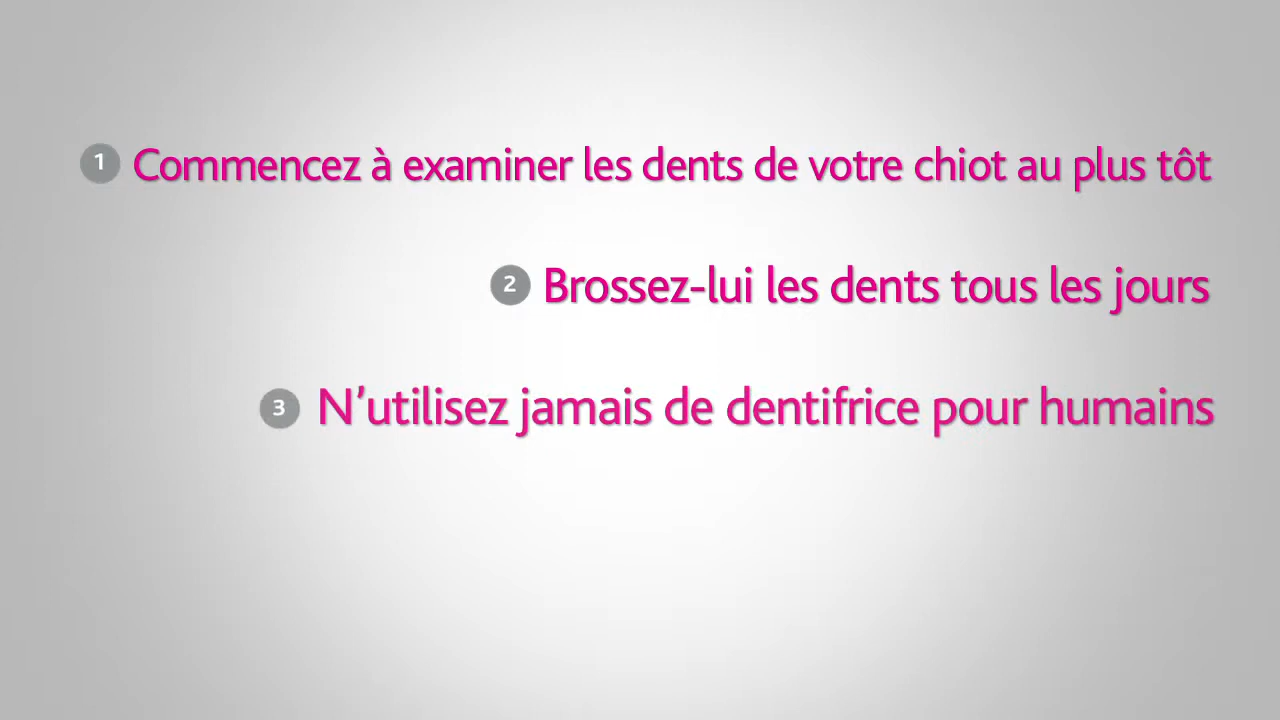 1 Commencez à examiner les dents de votre chiot au plus tôt
2 Brossez-lui les dents tous les jours
3 N’utilisez jamais de dentifrice pour humains